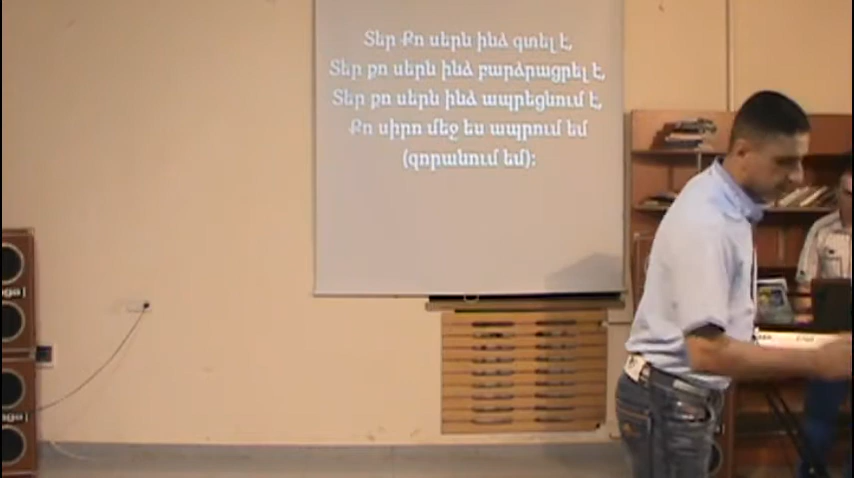 Տեր Քո սերն ինձ գտել է,
Տեր քո սերն ինձ բարձրացրել է,
Տեր քո սերն ինձ ապրեցնում է,
Քո սիրո մեջ ես ապրում եմ
(զորանում եմ):